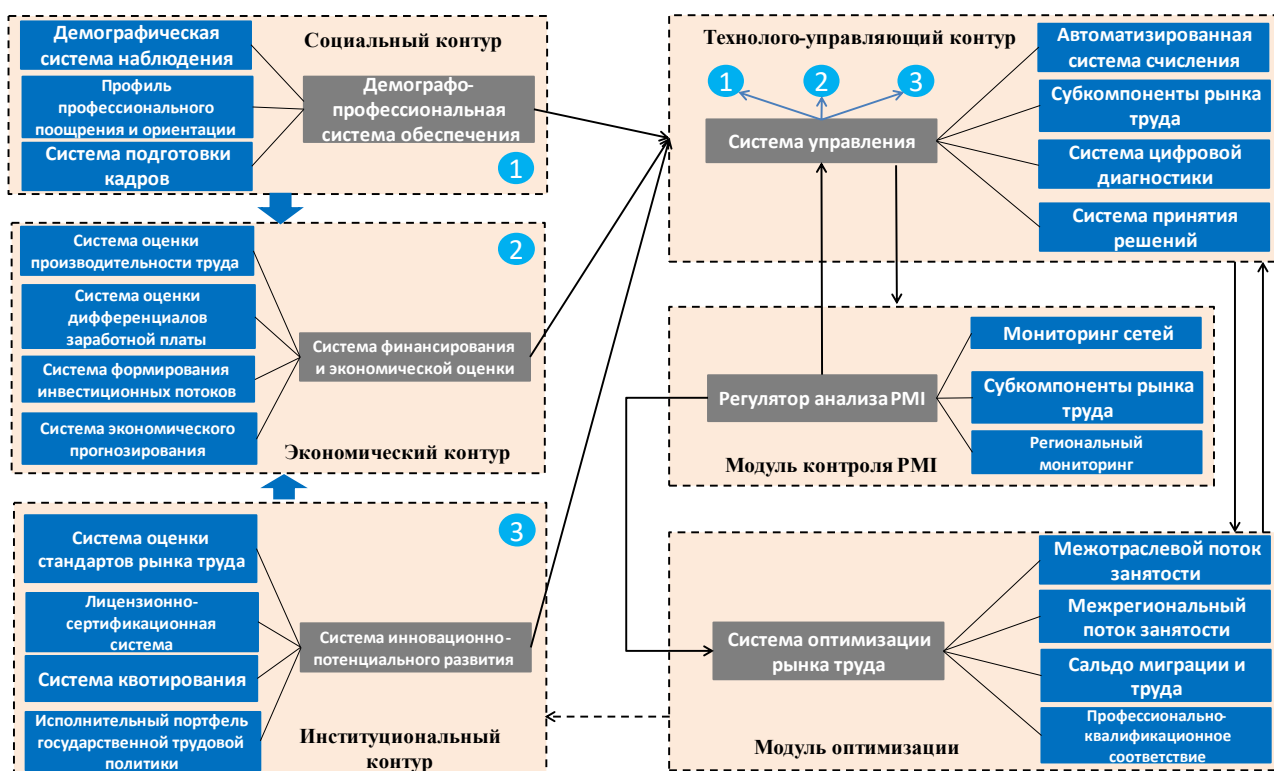 Социальный контур
Демографическая
система наблюдения
Профиль
профессионального
поощрения и ориентации
Система подготовки
кадров
Демографо-
профессиональная
система обеспечения
1
2
Система оценки
производительности труда
Система оценки
дифференциалов
заработной платы
Система формирования
инвестиционных потоков
Система экономического
прогнозирования
Система финансирования
и экономической оценки
Экономический контур
3
Система оценки
стандартов рынка труда
Лицензионно-
сертификационная
система
Система квотирования
Исполнительный портфель
государственной трудовой
политики
Система инновационно-
потенциального развития
Институциональный
контур
Технолого-управляющий контур
1
2
3
Система управления
Автоматизированная
система счисления
Субкомпоненты рынка
труда
Система цифровой
диагностики
Система принятия
решений
Регулятор анализа PMI
Мониторинг сетей
Субкомпоненты рынка
труда
Региональный
мониторинг
Модуль контроля PMI
Система оптимизации
рынка труда
Межотраслевой поток
занятости
Межрегиональный
поток занятости
Сальдо миграции и
труда
Профессионально-
квалификационное
соответствие
Модуль оптимизации